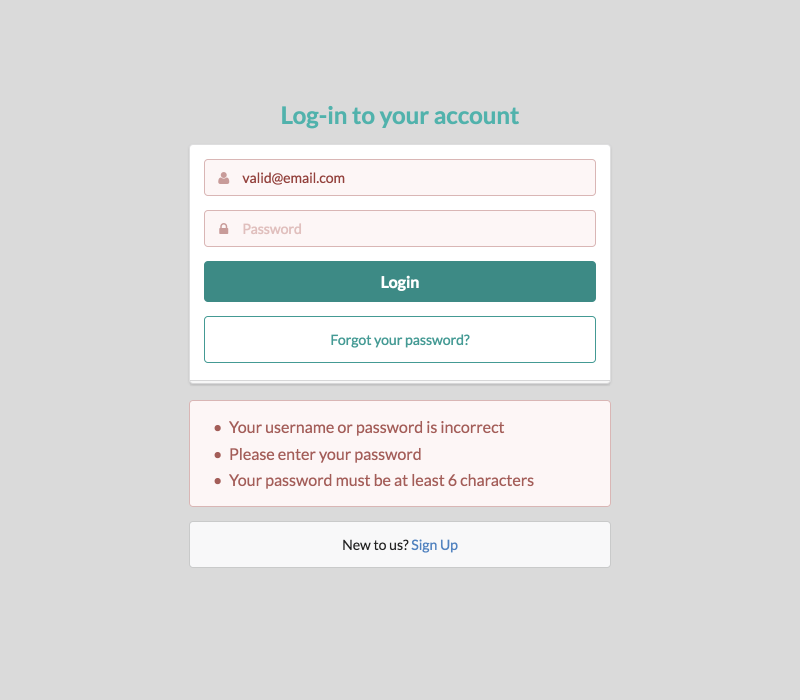 Log-in to your account
valid@email.com
Password
Login
Forgot your password?
• Your username or password is incorrect
• Please enter your password
• Your password must be at least 6 characters
New to us? Sign Up